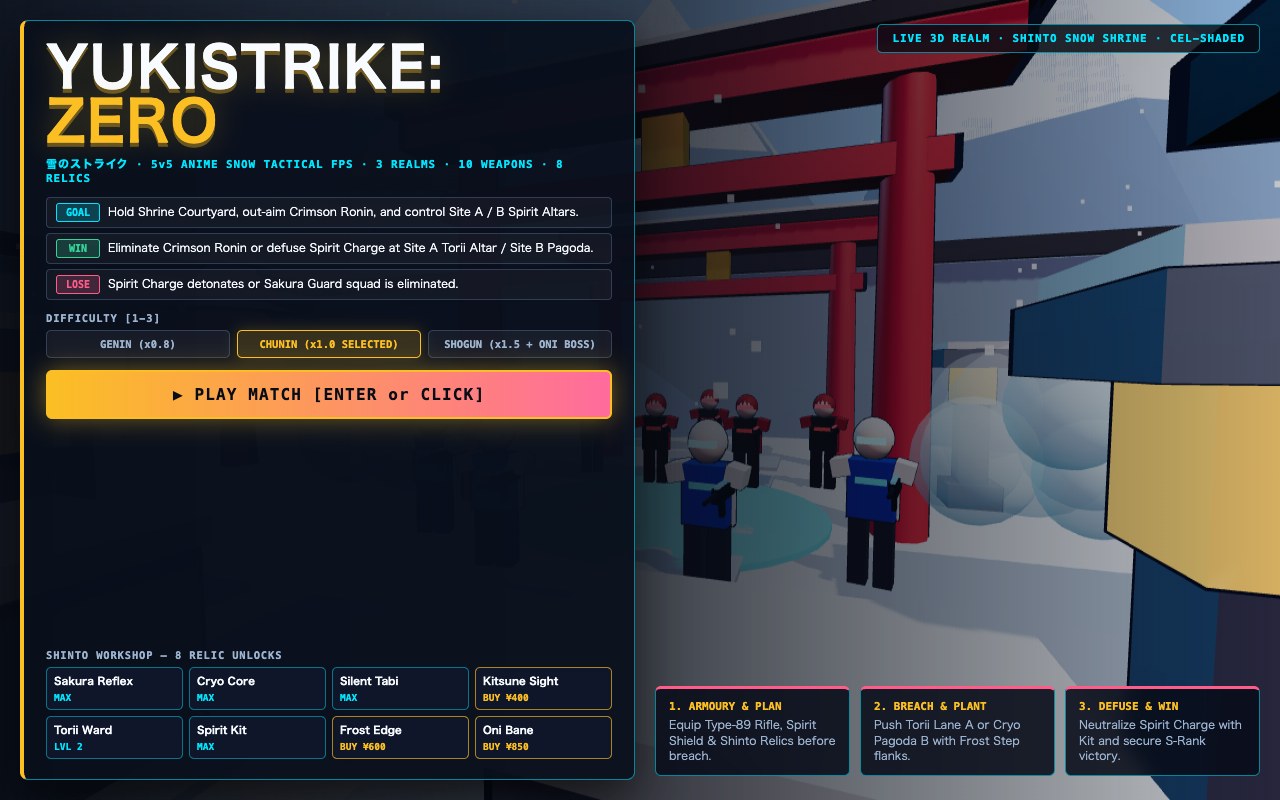 YUKISTRIKE:
ZERO
雪のストライク · 5v5 ANIME SNOW TACTICAL FPS · 3 REALMS · 10 WEAPONS · 8
RELICS
GOAL Hold Shrine Courtyard, out-aim Crimson Ronin, and control Site A / B Spirit Altars.
WIN Eliminate Crimson Ronin or defuse Spirit Charge at Site A Torii Altar / Site B Pagoda.
LOSE Spirit Charge detonates or Sakura Guard squad is eliminated.
DIFFICULTY [1–3]
GENIN (x0.8)
CHUNIN (x1.0 SELECTED)
SHOGUN (x1.5 + ONI BOSS)
▶ PLAY MATCH [ENTER or CLICK]
SHINTO WORKSHOP — 8 RELIC UNLOCKS
Sakura Reflex
MAX
Cryo Core
MAX
Silent Tabi
MAX
Kitsune Sight
BUY ¥400
Torii Ward
LVL 2
Spirit Kit
MAX
Frost Edge
BUY ¥600
Oni Bane
BUY ¥850
LIVE 3D REALM · SHINTO SNOW SHRINE · CEL-SHADED
1. ARMOURY & PLAN
Equip Type-89 Rifle, Spirit
Shield & Shinto Relics before
breach.
2. BREACH & PLANT
Push Torii Lane A or Cryo
Pagoda B with Frost Step
flanks.
3. DEFUSE & WIN
Neutralize Spirit Charge with
Kit and secure S-Rank
victory.